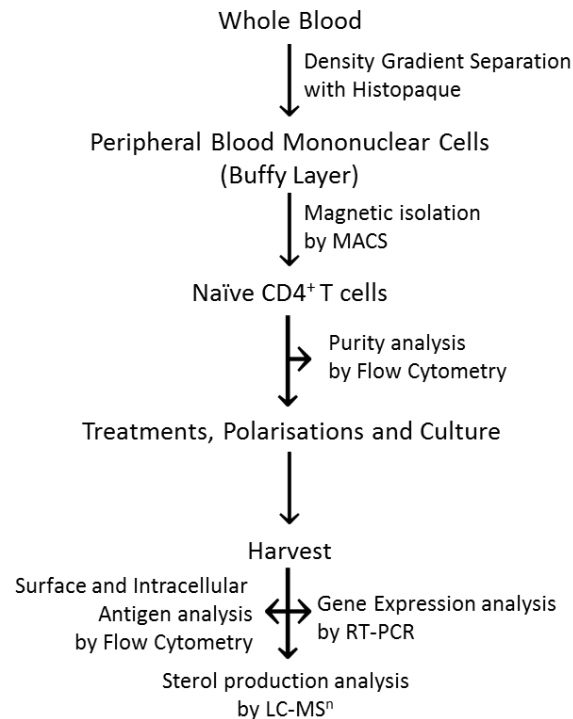 Whole Blood
Density Gradient Separation
with Histopaque
Peripheral Blood Mononuclear Cells
(Buffy Layer)
Magnetic isolation
by MACS
Naïve CD4⁺ T cells
Purity analysis
by Flow Cytometry
Treatments, Polarisations and Culture
Harvest
Surface and Intracellular
Antigen analysis
by Flow Cytometry
Gene Expression analysis
by RT-PCR
Sterol production analysis
by LC-MSⁿ